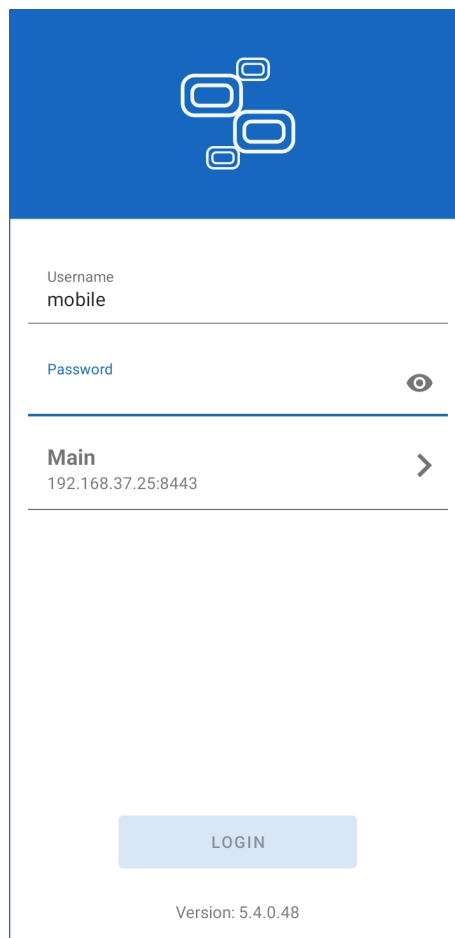 Username
mobile
Password
Main
192.168.37.25:8443
LOGIN
Version: 5.4.0.48